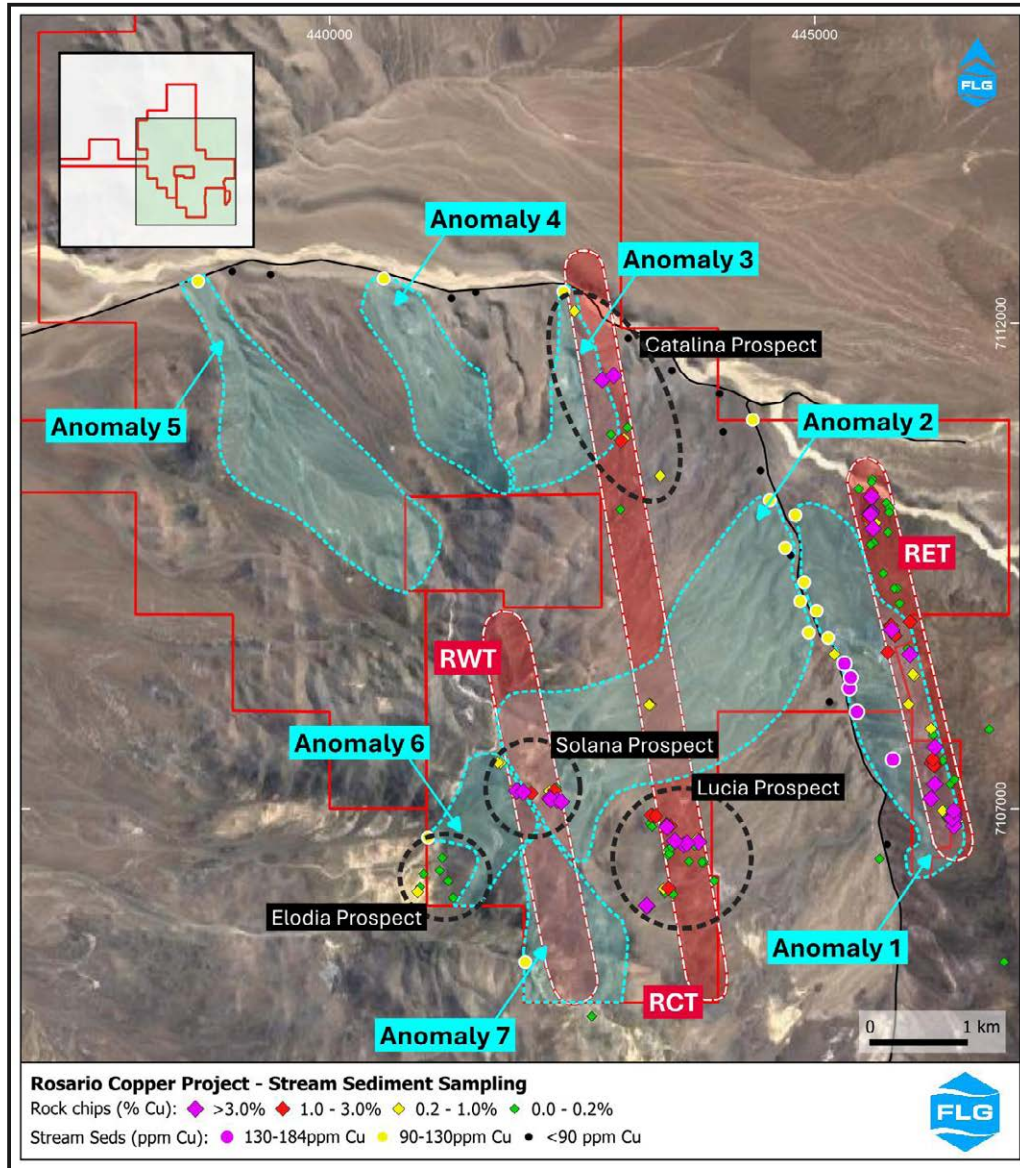 440000
445000
FLG
Anomaly 4
Anomaly 3
7112000
Catalina Prospect
Anomaly 5
Anomaly 2
RET
RWT
Anomaly 6
Solana Prospect
Lucia Prospect
7107000
Elodia Prospect
Anomaly 1
RCT
Anomaly 7
0 1 km
Rosario Copper Project - Stream Sediment Sampling
Rock chips (% Cu): >3.0% 1.0 - 3.0% 0.2 - 1.0% 0.0 - 0.2%
Stream Seds (ppm Cu): 130-184ppm Cu 90-130ppm Cu <90 ppm Cu
FLG